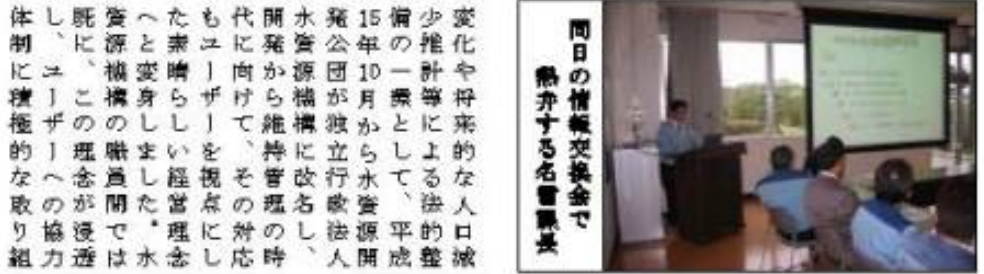 変化や将来的な人口減
少推計等による法的整
備の一環として、平成
15年10月から水資源開
発公団が独立行政法人
水資源機構に改名し、
開発から維持管理の時
代に向けて、その対応
もユーザーを視点にし
た素晴らしい経営理念
へと変身しました。水
資源機構の職員間では
既に、この理念が浸透
し、ユーザーへの協力
体制に積極的な取り組
同日の情報交換会で
熱弁する